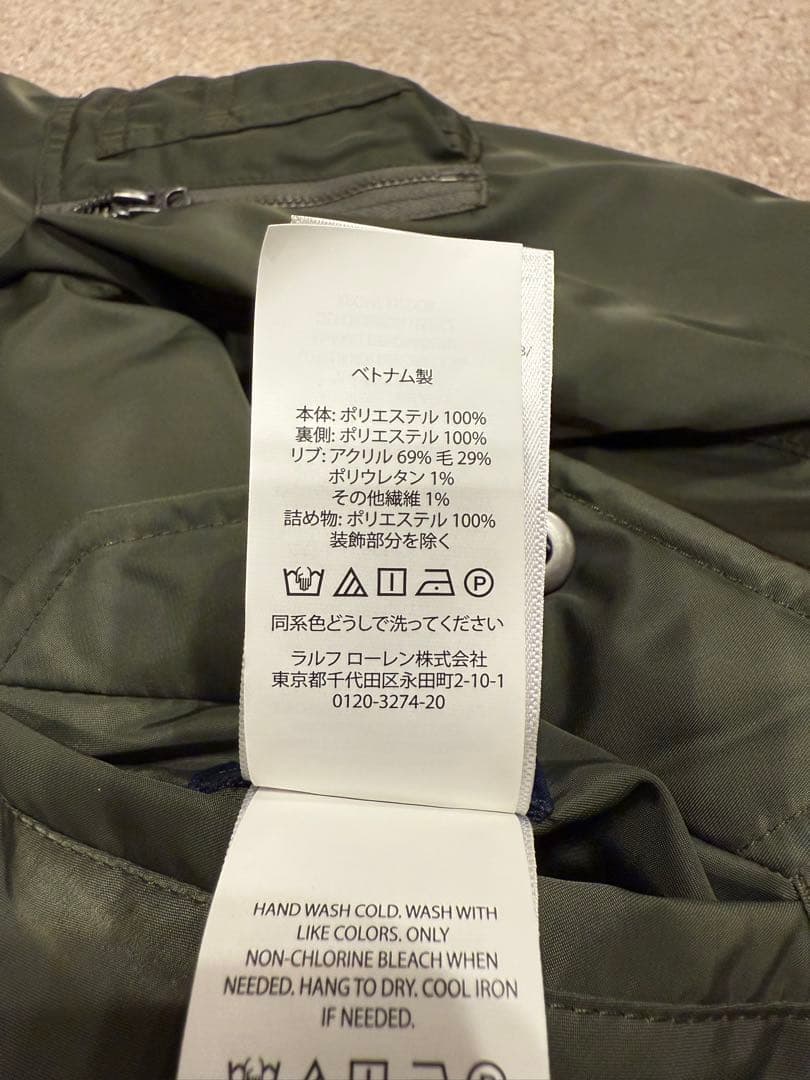 ベトナム製
本体: ポリエステル 100%
裏側: ポリエステル 100%
リブ: アクリル 69% 毛 29%
ポリウレタン 1%
その他繊維 1%
詰め物: ポリエステル 100%
装飾部分を除く
P
同系色どうしで洗ってください
ラルフ ローレン株式会社
東京都千代田区永田町2-10-1
0120-3274-20
HAND WASH COLD. WASH WITH
LIKE COLORS. ONLY
NON-CHLORINE BLEACH WHEN
NEEDED. HANG TO DRY. COOL IRON
IF NEEDED.